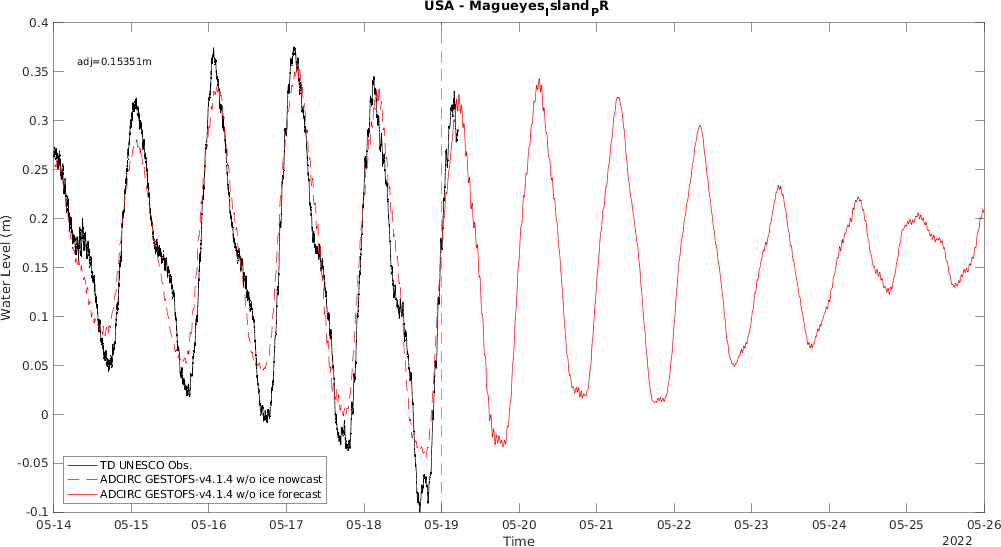 USA - Magueyes_Island_PR
adj=0.15351m
0.4
0.35
0.3
0.25
0.2
0.15
0.1
0.05
0
-0.05
-0.1
Water Level (m)
TD UNESCO Obs.
ADCIRC GESTOFS-v4.1.4 w/o ice nowcast
ADCIRC GESTOFS-v4.1.4 w/o ice forecast
05-14 05-15 05-16 05-17 05-18 05-19 05-20 05-21 05-22 05-23 05-24 05-25 05-26
Time
2022